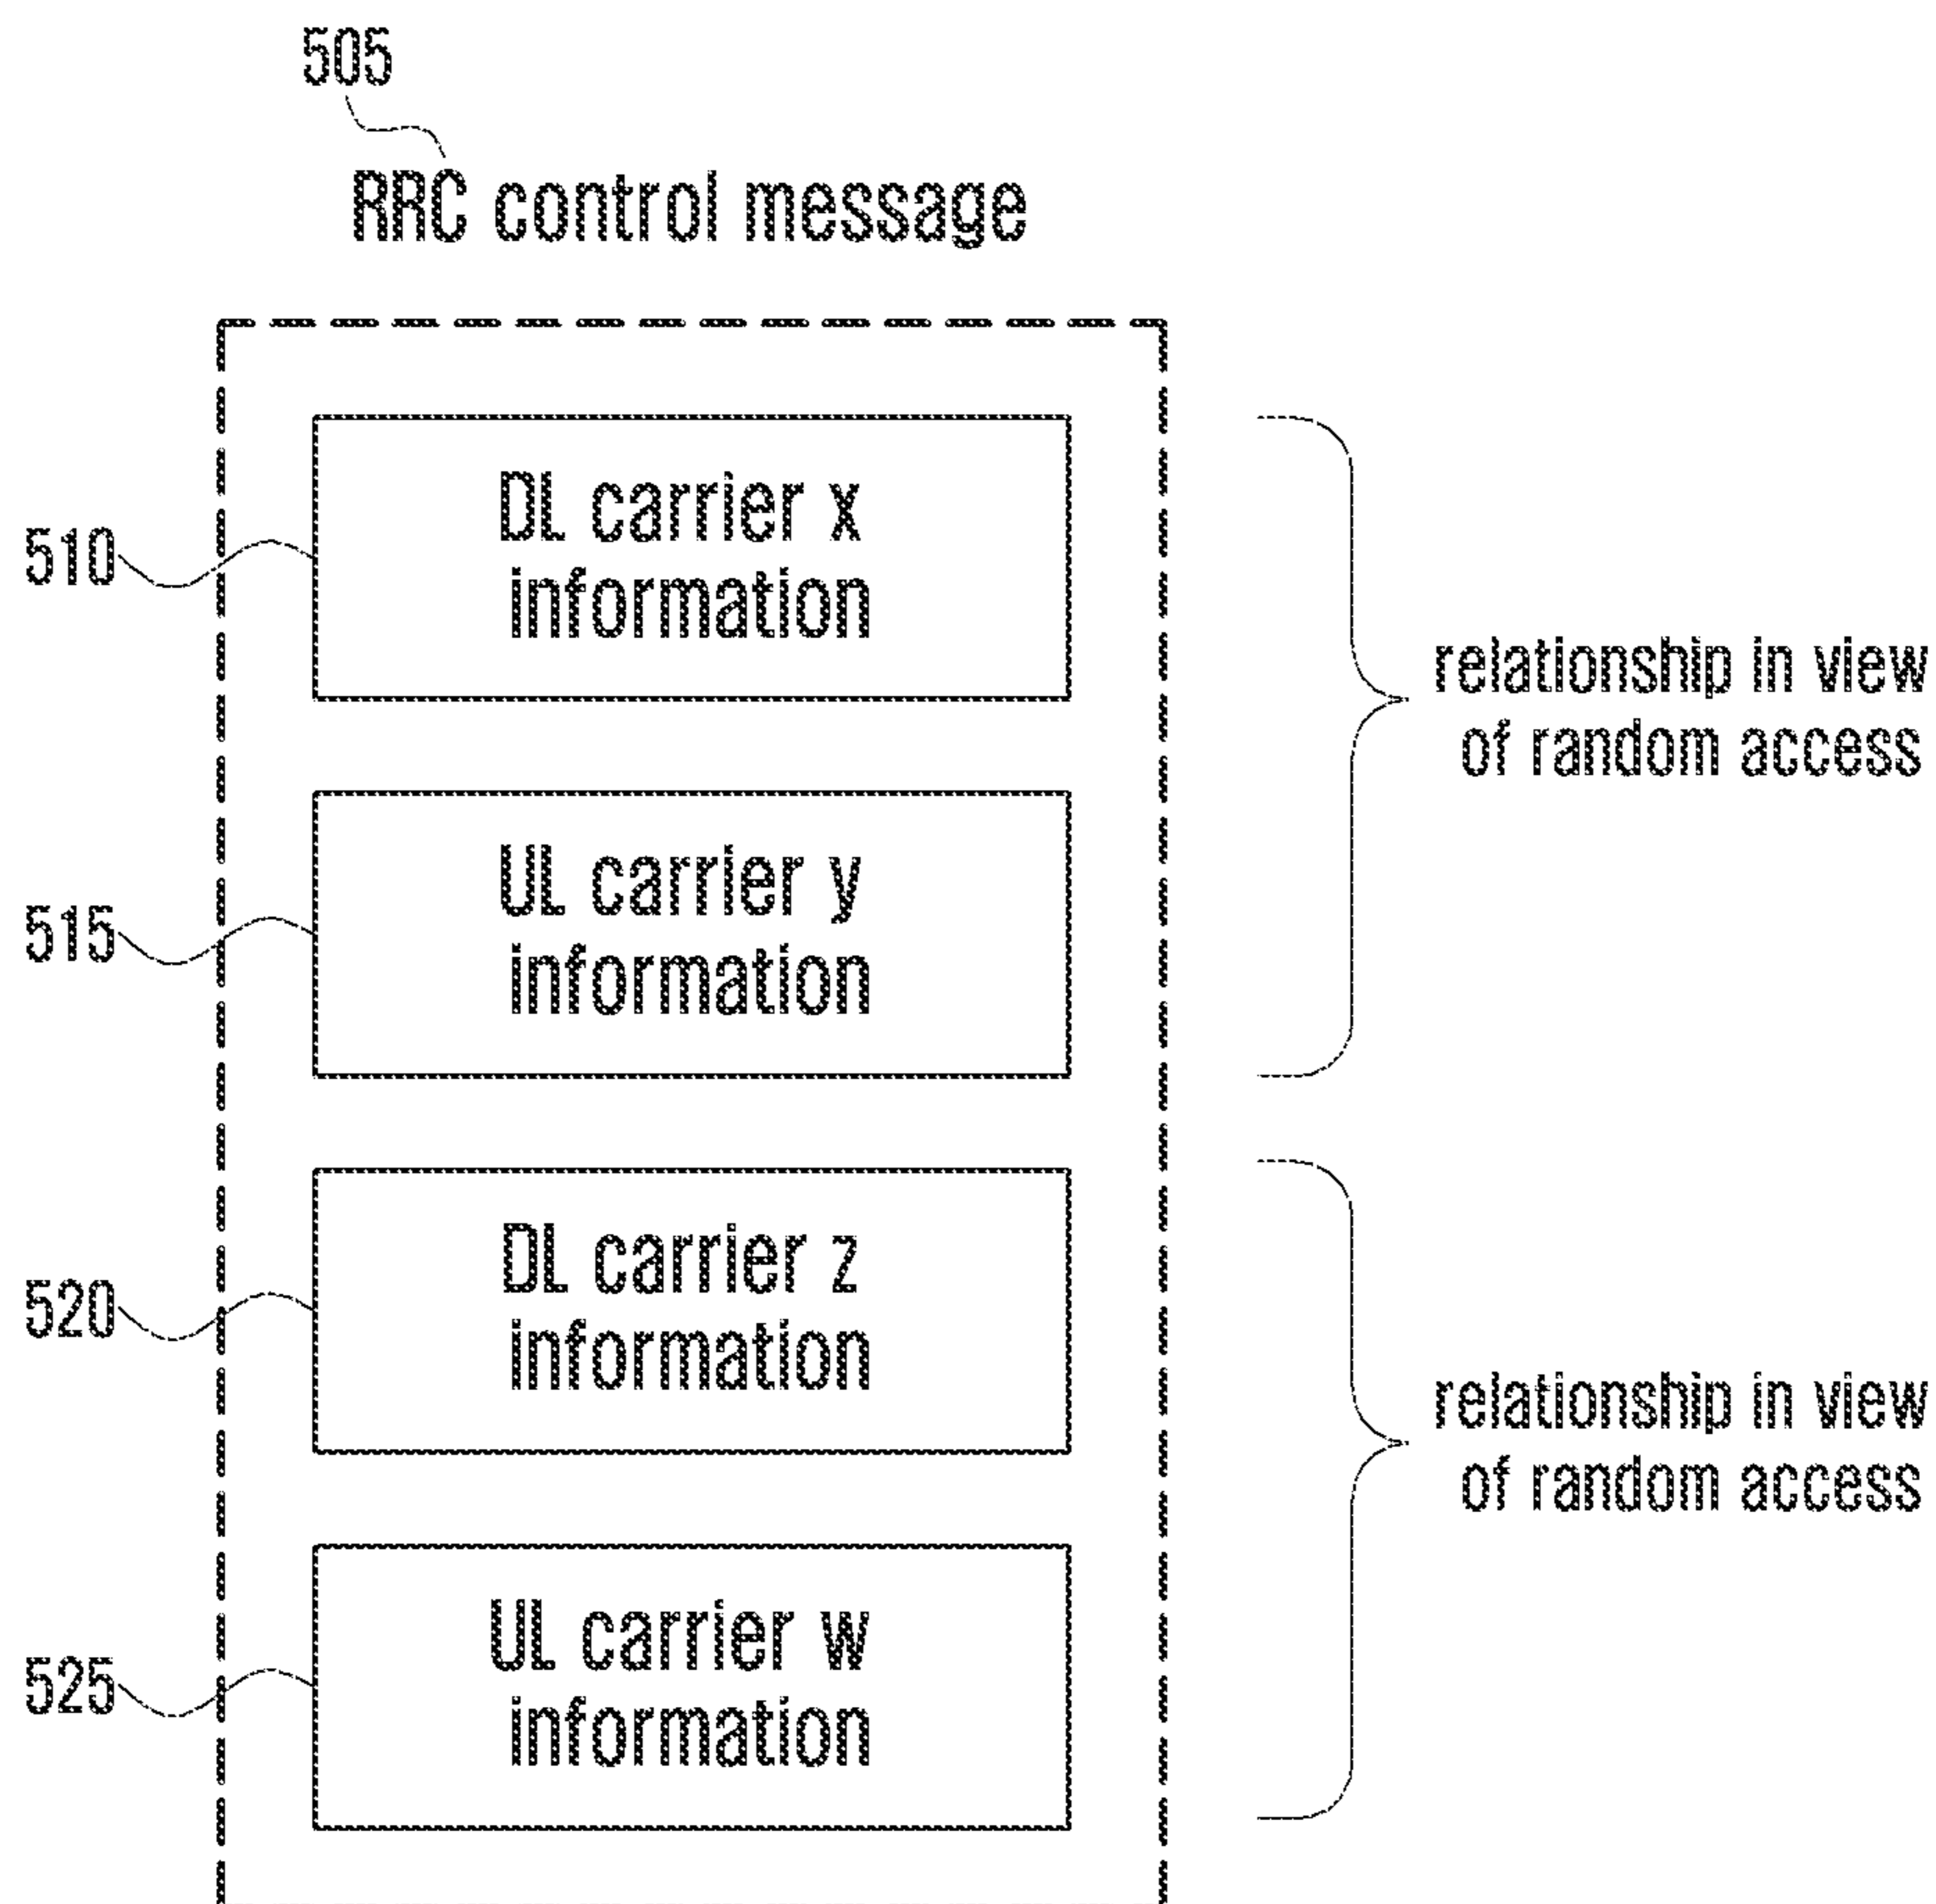 505
RRC control message
510
DL carrier x
information
relationship in view
of random access
515
UL carrier y
information
520
DL carrier z
information
relationship in view
of random access
525
UL carrier w
information